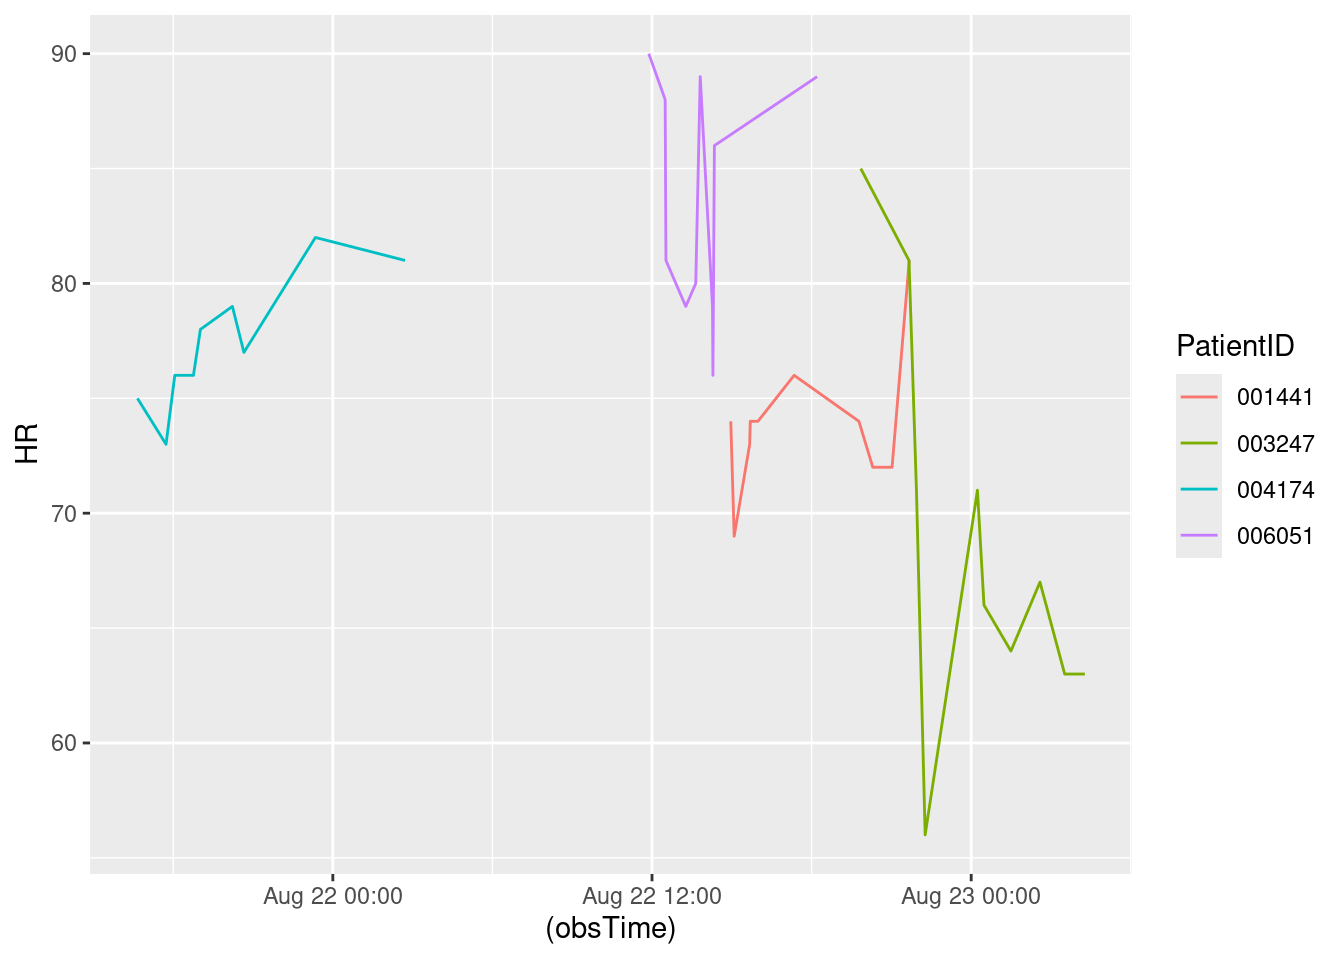 90
80
70
60
HR
Aug 22 00:00
Aug 22 12:00
Aug 23 00:00
(obsTime)
PatientID
001441
003247
004174
006051